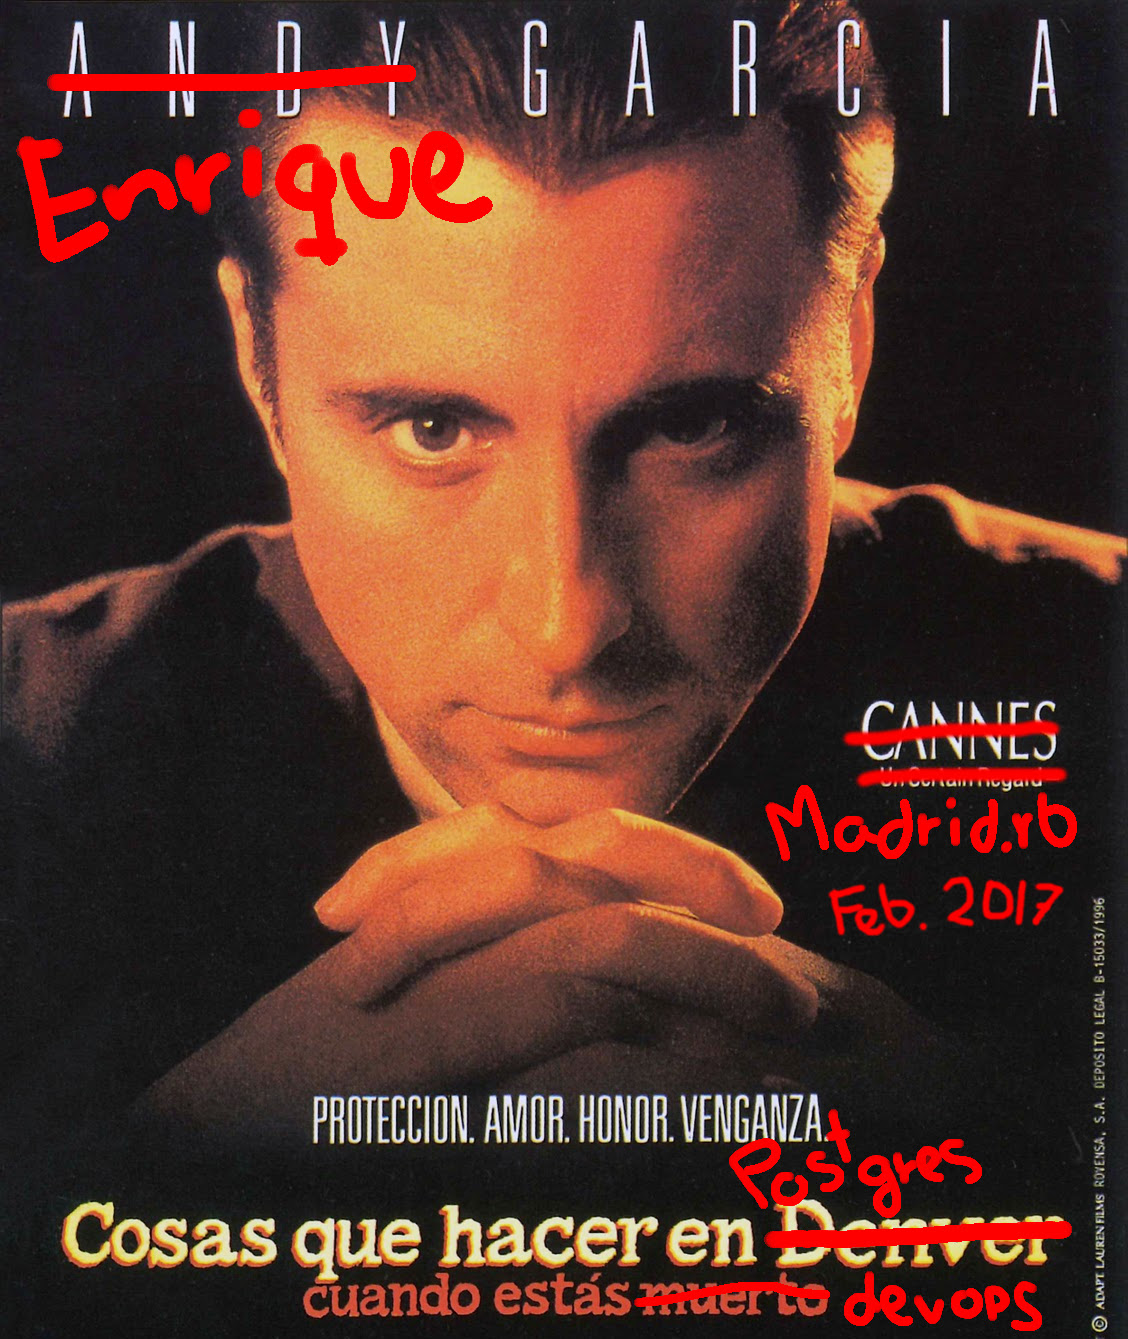 ANDY GARCIA
Enrique
CANNES
Un Certain Regard
Madrid.rb
Feb. 2017
PROTECCION. AMOR. HONOR. VENGANZA.
Postgres
Cosas que hacer en Denver
cuando estás muerto devops
© ADAPT LAUREN FILMS ROVENSA, S.A. DEPOSITO LEGAL B-15033/1996